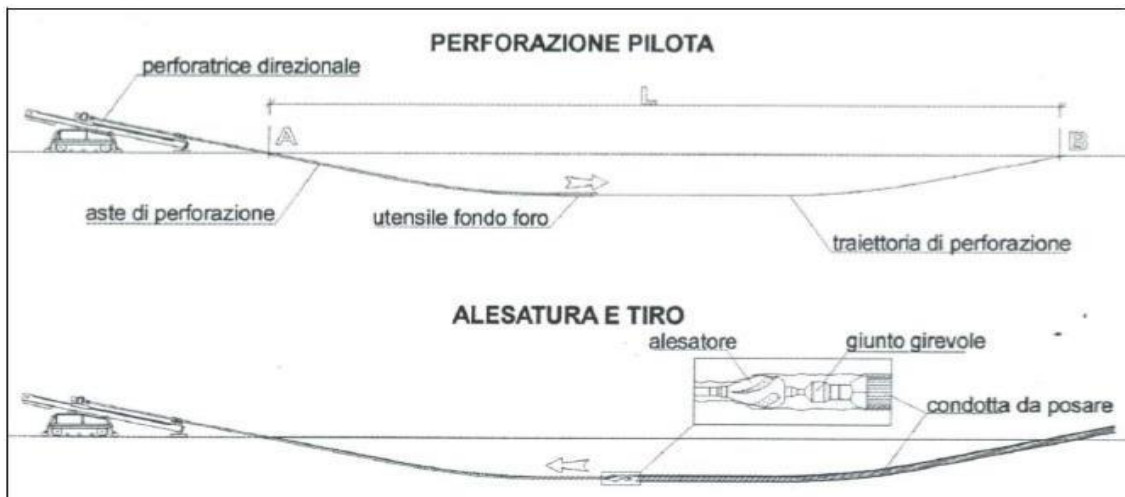 PERFORAZIONE PILOTA
perforatrice direzionale
L
A
B
aste di perforazione
utensile fondo foro
traiettoria di perforazione
ALESATURA E TIRO
alesatore
giunto girevole
condotta da posare